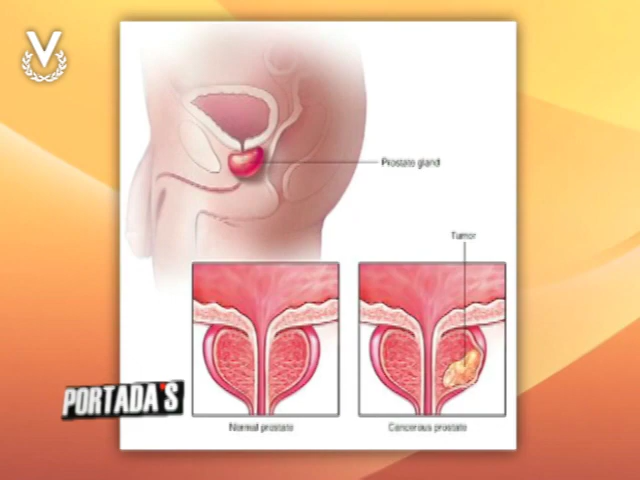 V
Prostate gland
Tumor
PORTADA'S
Normal prostate
Cancerous prostate